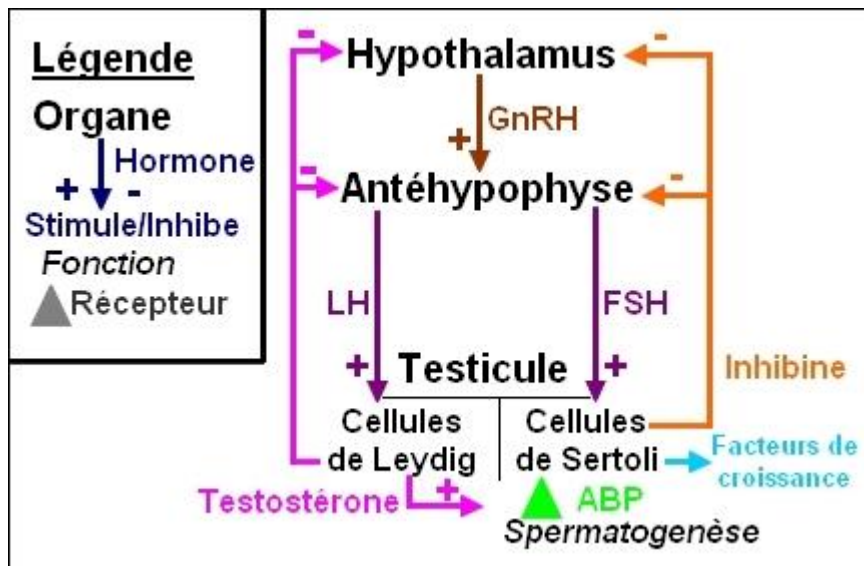 Légende
Organe
Hormone
+ -
Stimule/Inhibe
Fonction
Récepteur
- Hypothalamus -
+ GnRH
- Antéhypophyse -
LH FSH
+ Testicule +
Inhibine
Cellules
de Leydig
Cellules
de Sertoli
Facteurs de
croissance
Testostérone +
ABP
Spermatogenèse